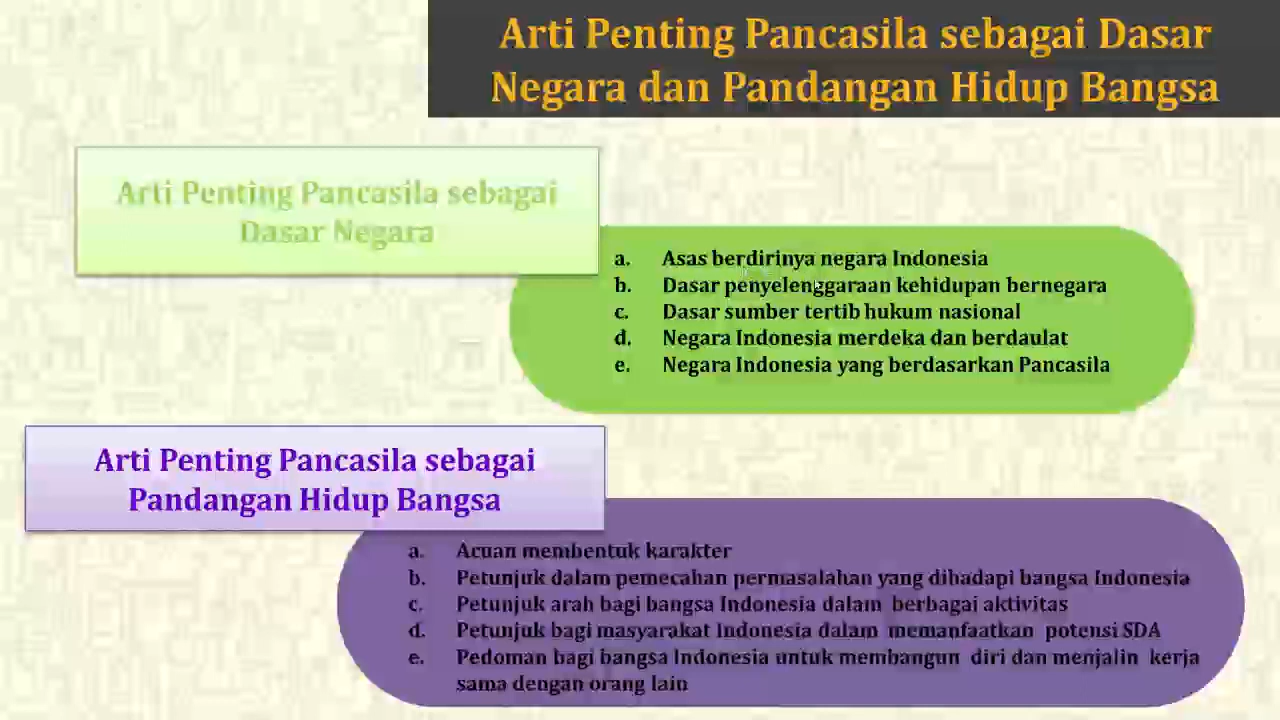 Arti Penting Pancasila sebagai Dasar
Negara dan Pandangan Hidup Bangsa
Arti Penting Pancasila sebagai
Dasar Negara
a. Asas berdirinya negara Indonesia
b. Dasar penyelenggaraan kehidupan bernegara
c. Dasar sumber tertib hukum nasional
d. Negara Indonesia merdeka dan berdaulat
e. Negara Indonesia yang berdasarkan Pancasila
Arti Penting Pancasila sebagai
Pandangan Hidup Bangsa
a. Acuan membentuk karakter
b. Petunjuk dalam pemecahan permasalahan yang dihadapi bangsa Indonesia
c. Petunjuk arah bagi bangsa Indonesia dalam berbagai aktivitas
d. Petunjuk bagi masyarakat Indonesia dalam memanfaatkan potensi SDA
e. Pedoman bagi bangsa Indonesia untuk membangun diri dan menjalin kerja
sama dengan orang lain